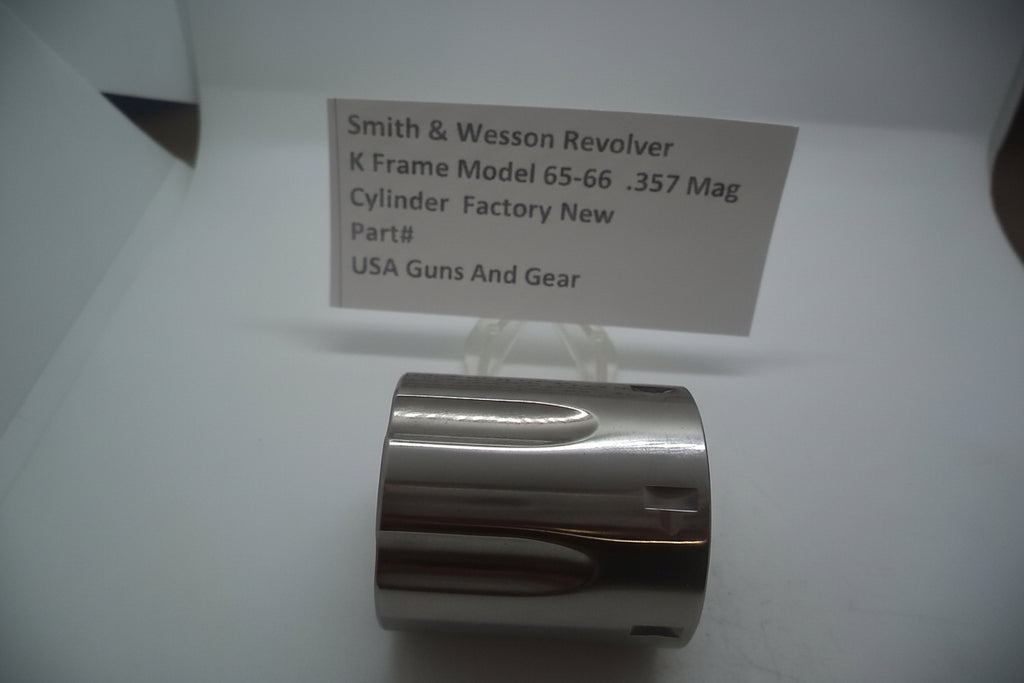 Smith & Wesson Revolver
K Frame Model 65-66 .357 Mag
Cylinder Factory New
Part#
USA Guns And Gear